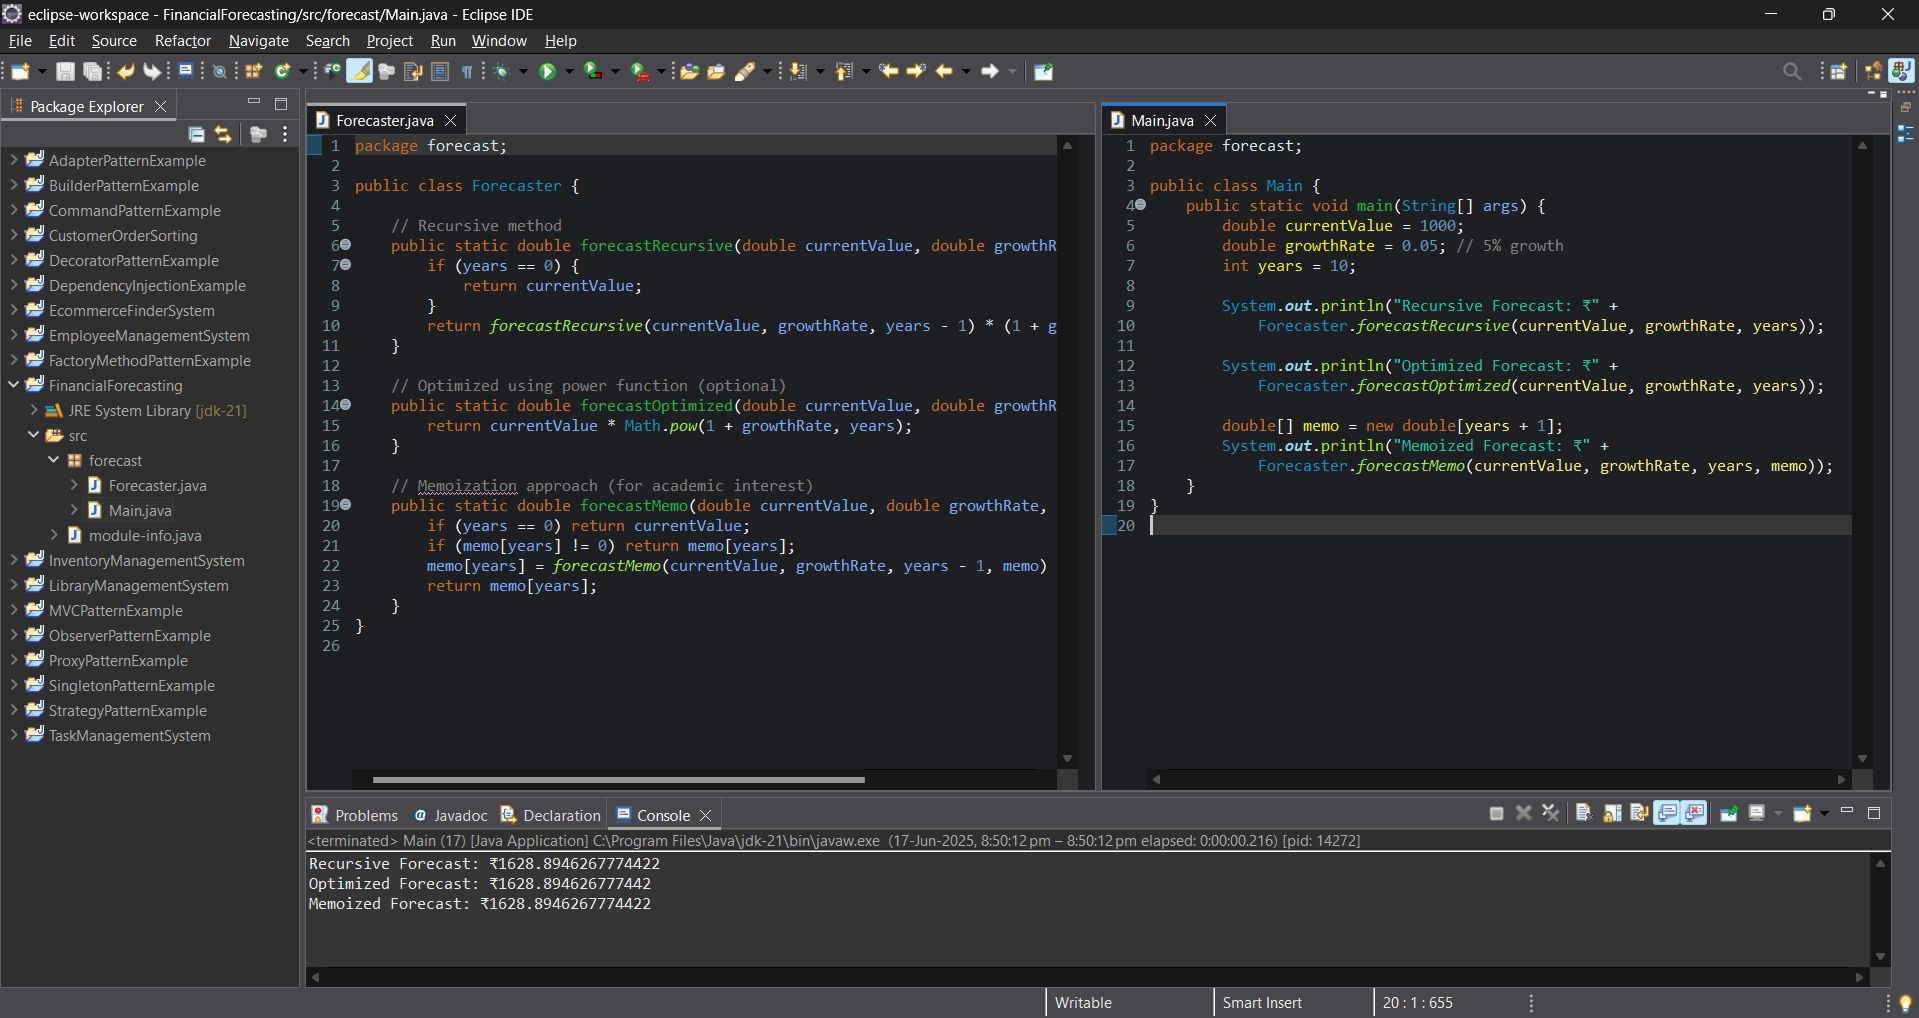 eclipse-workspace - FinancialForecasting/src/forecast/Main.java - Eclipse IDE
File Edit Source Refactor Navigate Search Project Run Window Help
Package Explorer
AdapterPatternExample
BuilderPatternExample
CommandPatternExample
CustomerOrderSorting
DecoratorPatternExample
DependencyInjectionExample
EcommerceFinderSystem
EmployeeManagementSystem
FactoryMethodPatternExample
FinancialForecasting
JRE System Library [jdk-21]
src
forecast
Forecaster.java
Main.java
module-info.java
InventoryManagementSystem
LibraryManagementSystem
MVCPatternExample
ObserverPatternExample
ProxyPatternExample
SingletonPatternExample
StrategyPatternExample
TaskManagementSystem
Forecaster.java
1 package forecast;
2
3 public class Forecaster {
4
5 // Recursive method
6 public static double forecastRecursive(double currentValue, double growthR
7 if (years == 0) {
8 return currentValue;
9 }
10 return forecastRecursive(currentValue, growthRate, years - 1) * (1 + g
11 }
12
13 // Optimized using power function (optional)
14 public static double forecastOptimized(double currentValue, double growthR
15 return currentValue * Math.pow(1 + growthRate, years);
16 }
17
18 // Memoization approach (for academic interest)
19 public static double forecastMemo(double currentValue, double growthRate,
20 if (years == 0) return currentValue;
21 if (memo[years] != 0) return memo[years];
22 memo[years] = forecastMemo(currentValue, growthRate, years - 1, memo)
23 return memo[years];
24 }
25 }
26
Main.java
1 package forecast;
2
3 public class Main {
4 public static void main(String[] args) {
5 double currentValue = 1000;
6 double growthRate = 0.05; // 5% growth
7 int years = 10;
8
9 System.out.println("Recursive Forecast: ₹" +
10 Forecaster.forecastRecursive(currentValue, growthRate, years));
11
12 System.out.println("Optimized Forecast: ₹" +
13 Forecaster.forecastOptimized(currentValue, growthRate, years));
14
15 double[] memo = new double[years + 1];
16 System.out.println("Memoized Forecast: ₹" +
17 Forecaster.forecastMemo(currentValue, growthRate, years, memo));
18 }
19 }
20
Problems Javadoc Declaration Console
<terminated> Main (17) [Java Application] C:\Program Files\Java\jdk-21\bin\javaw.exe (17-Jun-2025, 8:50:12 pm – 8:50:12 pm elapsed: 0:00:00.216) [pid: 14272]
Recursive Forecast: ₹1628.8946267774422
Optimized Forecast: ₹1628.894626777442
Memoized Forecast: ₹1628.8946267774422
Writable
Smart Insert
20 : 1 : 655